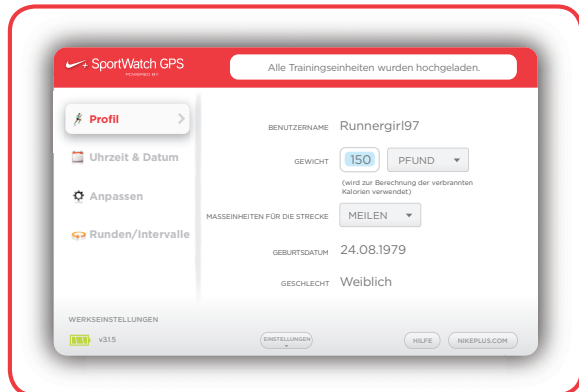 + SportWatch GPS
POWERED BY
Alle Trainingseinheiten wurden hochgeladen.
Profil
Uhrzeit & Datum
Anpassen
Runden/Intervalle
BENUTZERNAME Runnergirl97
GEWICHT 150 PFUND
(wird zur Berechnung der verbrannten
Kalorien verwendet)
MASSEINHEITEN FÜR DIE STRECKE MEILEN
GEBURTSDATUM 24.08.1979
GESCHLECHT Weiblich
WERKSEINSTELLUNGEN
v31.5
EINSTELLUNGEN
HILFE
NIKEPLUS.COM